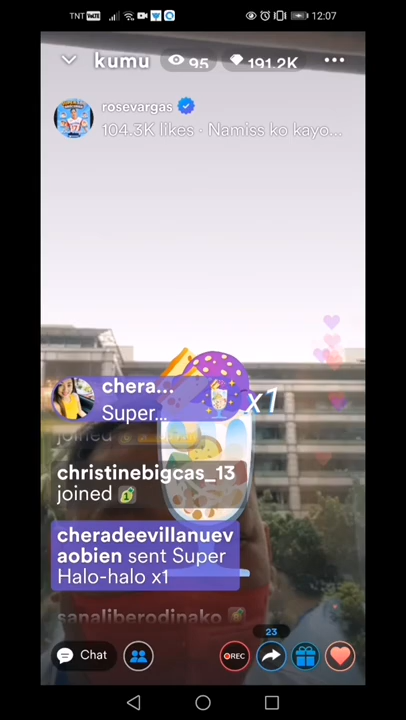 TNT VoLTE 12:07
kumu 95 191.2K
rosevargas
104.3K likes · Namiss ko kayo...
chera...
Super... x1
joined
christinebigcas_13
joined
cheradeevillanuev
aobien sent Super
Halo-halo x1
sanaliberodinako
23
Chat REC